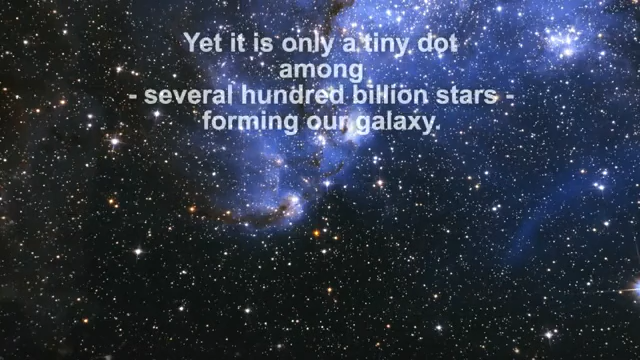 Yet it is only a tiny dot
among
- several hundred billion stars -
forming our galaxy.